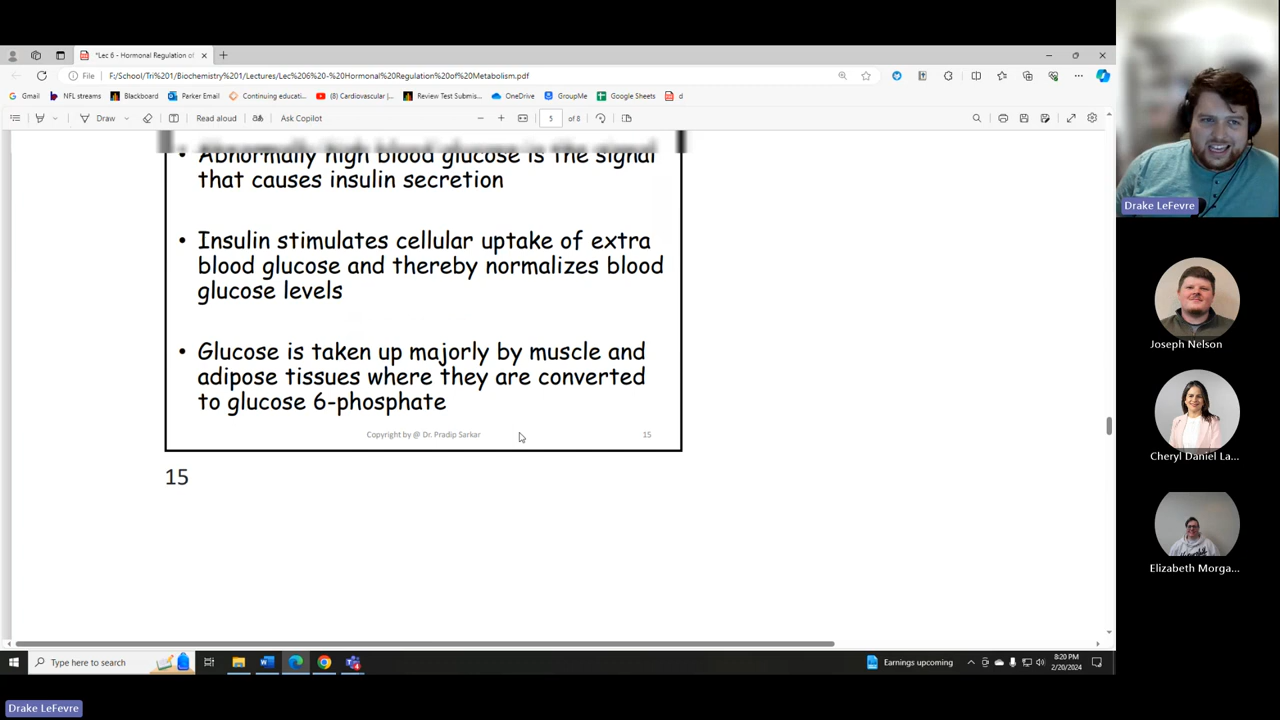 *Lec 6 - Hormonal Regulation of
File
F:/School/Tri%201/Biochemistry%201/Lectures/Lec%206%20-%20Hormonal%20Regulation%20of%20Metabolism.pdf
Gmail
NFL streams
Blackboard
Parker Email
Continuing educati...
(8) Cardiovascular |...
Review Test Submis...
OneDrive
GroupMe
Google Sheets
d
Draw
Read aloud
Ask Copilot
5
of 8
• Abnormally high blood glucose is the signal
that causes insulin secretion
• Insulin stimulates cellular uptake of extra
blood glucose and thereby normalizes blood
glucose levels
• Glucose is taken up majorly by muscle and
adipose tissues where they are converted
to glucose 6-phosphate
Copyright by @ Dr. Pradip Sarkar
15
15
Drake LeFevre
Joseph Nelson
Cheryl Daniel La...
Elizabeth Morga...
Type here to search
Earnings upcoming
8:20 PM
2/20/2024
Drake LeFevre